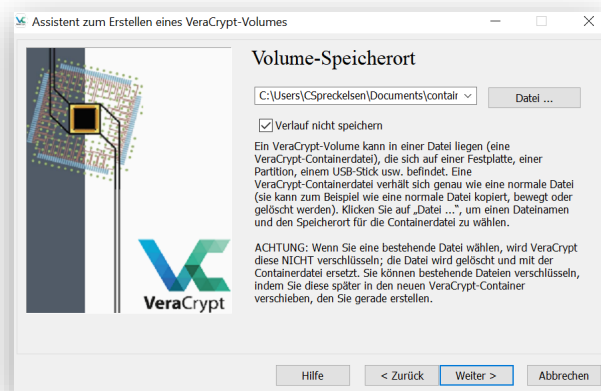 Assistent zum Erstellen eines VeraCrypt-Volumes
Volume-Speicherort
C:\Users\CSpreckelsen\Documents\contair
Datei ...
Verlauf nicht speichern
Ein VeraCrypt-Volume kann in einer Datei liegen (eine
VeraCrypt-Containerdatei), die sich auf einer Festplatte, einer
Partition, einem USB-Stick usw. befindet. Eine
VeraCrypt-Containerdatei verhält sich genau wie eine normale Datei
(sie kann zum Beispiel wie eine normale Datei kopiert, bewegt oder
gelöscht werden). Klicken Sie auf „Datei ...“, um einen Dateinamen
und den Speicherort für die Containerdatei zu wählen.
ACHTUNG: Wenn Sie eine bestehende Datei wählen, wird VeraCrypt
diese NICHT verschlüsseln; die Datei wird gelöscht und mit der
Containerdatei ersetzt. Sie können bestehende Dateien verschlüsseln,
indem Sie diese später in den neuen VeraCrypt-Container
verschieben, den Sie gerade erstellen.
VeraCrypt
Hilfe
< Zurück
Weiter >
Abbrechen